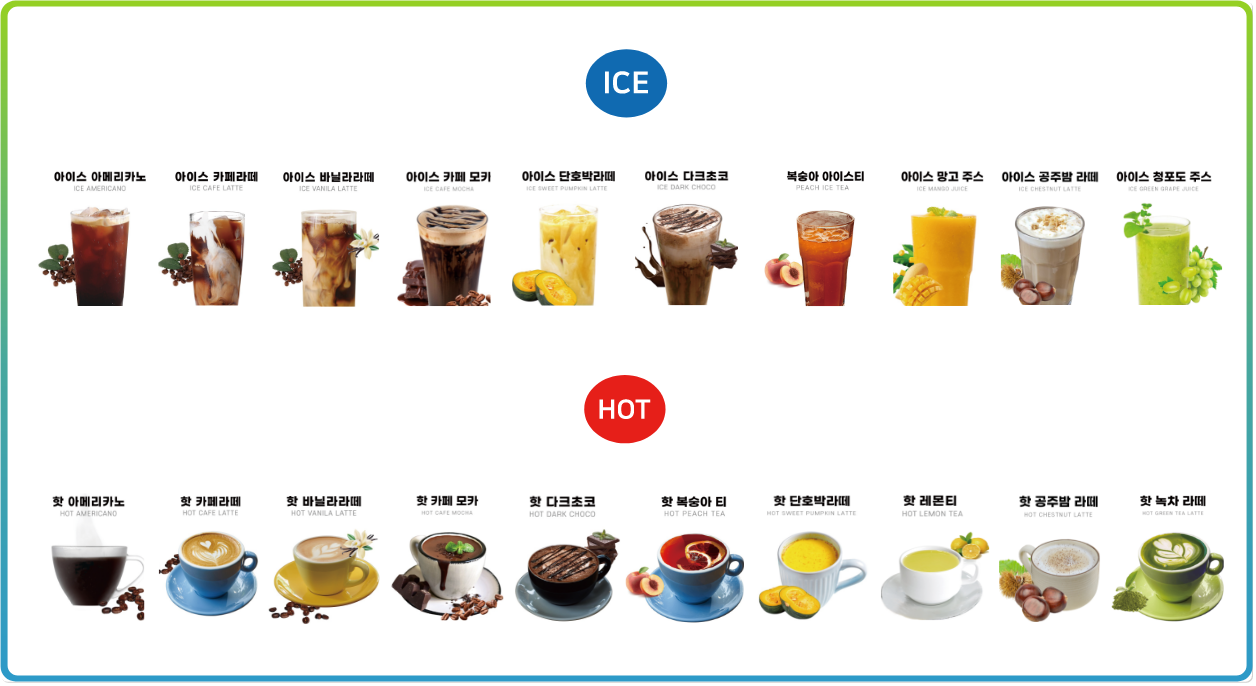 ICE
아이스 아메리카노
ICE AMERICANO
아이스 카페라떼
ICE CAFE LATTE
아이스 바닐라라떼
ICE VANILA LATTE
아이스 카페 모카
ICE CAFE MOCHA
아이스 단호박라떼
ICE SWEET PUMPKIN LATTE
아이스 다크초코
ICE DARK CHOCO
복숭아 아이스티
PEACH ICE TEA
아이스 망고 주스
ICE MANGO JUICE
아이스 공주밤 라떼
ICE CHESTNUT LATTE
아이스 청포도 주스
ICE GREEN GRAPE JUICE
HOT
핫 아메리카노
HOT AMERICANO
핫 카페라떼
HOT CAFE LATTE
핫 바닐라라떼
HOT VANILA LATTE
핫 카페 모카
HOT CAFE MOCHA
핫 다크초코
HOT DARK CHOCO
핫 복숭아 티
HOT PEACH TEA
핫 단호박라떼
HOT SWEET PUMPKIN LATTE
핫 레몬티
HOT LEMON TEA
핫 공주밤 라떼
HOT CHESTNUT LATTE
핫 녹차 라떼
HOT GREEN TEA LATTE